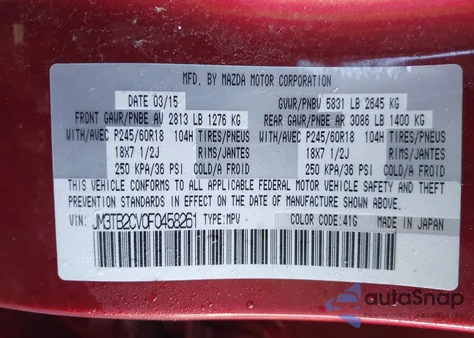 MFD. BY MAZDA MOTOR CORPORATION
DATE 03/15 GVWR/PNBV 5831 LB 2645 KG
FRONT GAWR/PNBE AV 2813 LB 1276 KG REAR GAWR/PNBE AR 3086 LB 1400 KG
WITH/AVEC P245/60R18 104H TIRES/PNEUS WITH/AVEC P245/60R18 104H TIRES/PNEUS
18X7 1/2J RIMS/JANTES 18X7 1/2J RIMS/JANTES
250 KPA/36 PSI COLD/A FROID 250 KPA/36 PSI COLD/A FROID
THIS VEHICLE CONFORMS TO ALL APPLICABLE FEDERAL MOTOR VEHICLE SAFETY AND THEFT
PREVENTION STANDARDS IN EFFECT ON THE DATE OF MANUFACTURE SHOWN ABOVE.
VIN: JM3TB2CV0F0458261 TYPE:MPV COLOR CODE:41G MADE IN JAPAN
autoSnap